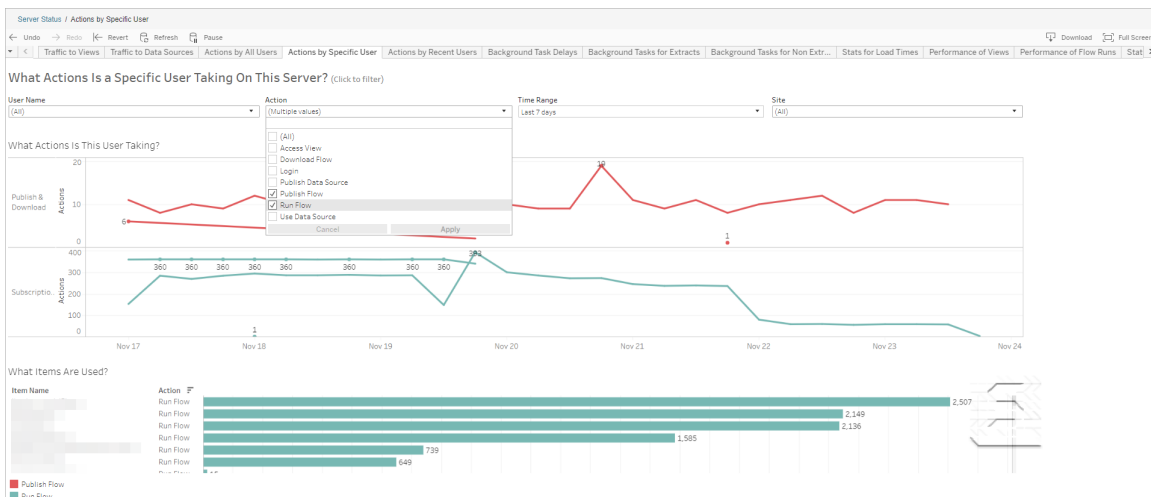 Server Status / Actions by Specific User
← Undo → Redo Revert Refresh Pause
Download Full Screen
Traffic to Views Traffic to Data Sources Actions by All Users Actions by Specific User Actions by Recent Users Background Task Delays Background Tasks for Extracts Background Tasks for Non Extr... Stats for Load Times Performance of Views Performance of Flow Runs Stat
What Actions Is a Specific User Taking On This Server? (Click to filter)
User Name Action Time Range Site
(All) (Multiple values) Last 7 days (All)
(All)
Access View
Download Flow
Login
Publish Data Source
Publish Flow
Run Flow
Use Data Source
Cancel Apply
What Actions Is This User Taking?
Publish &
Download
Actions
20
10
0
6
19
1
Subscriptio..
Actions
400
300
200
100
0
360 360 360 360 360 360 360 360
393
1
Nov 17 Nov 18 Nov 19 Nov 20 Nov 21 Nov 22 Nov 23 Nov 24
What Items Are Used?
Item Name Action
Run Flow 2,507
Run Flow 2,149
Run Flow 2,136
Run Flow 1,585
Run Flow 739
Run Flow 649
Publish Flow
Run Flow